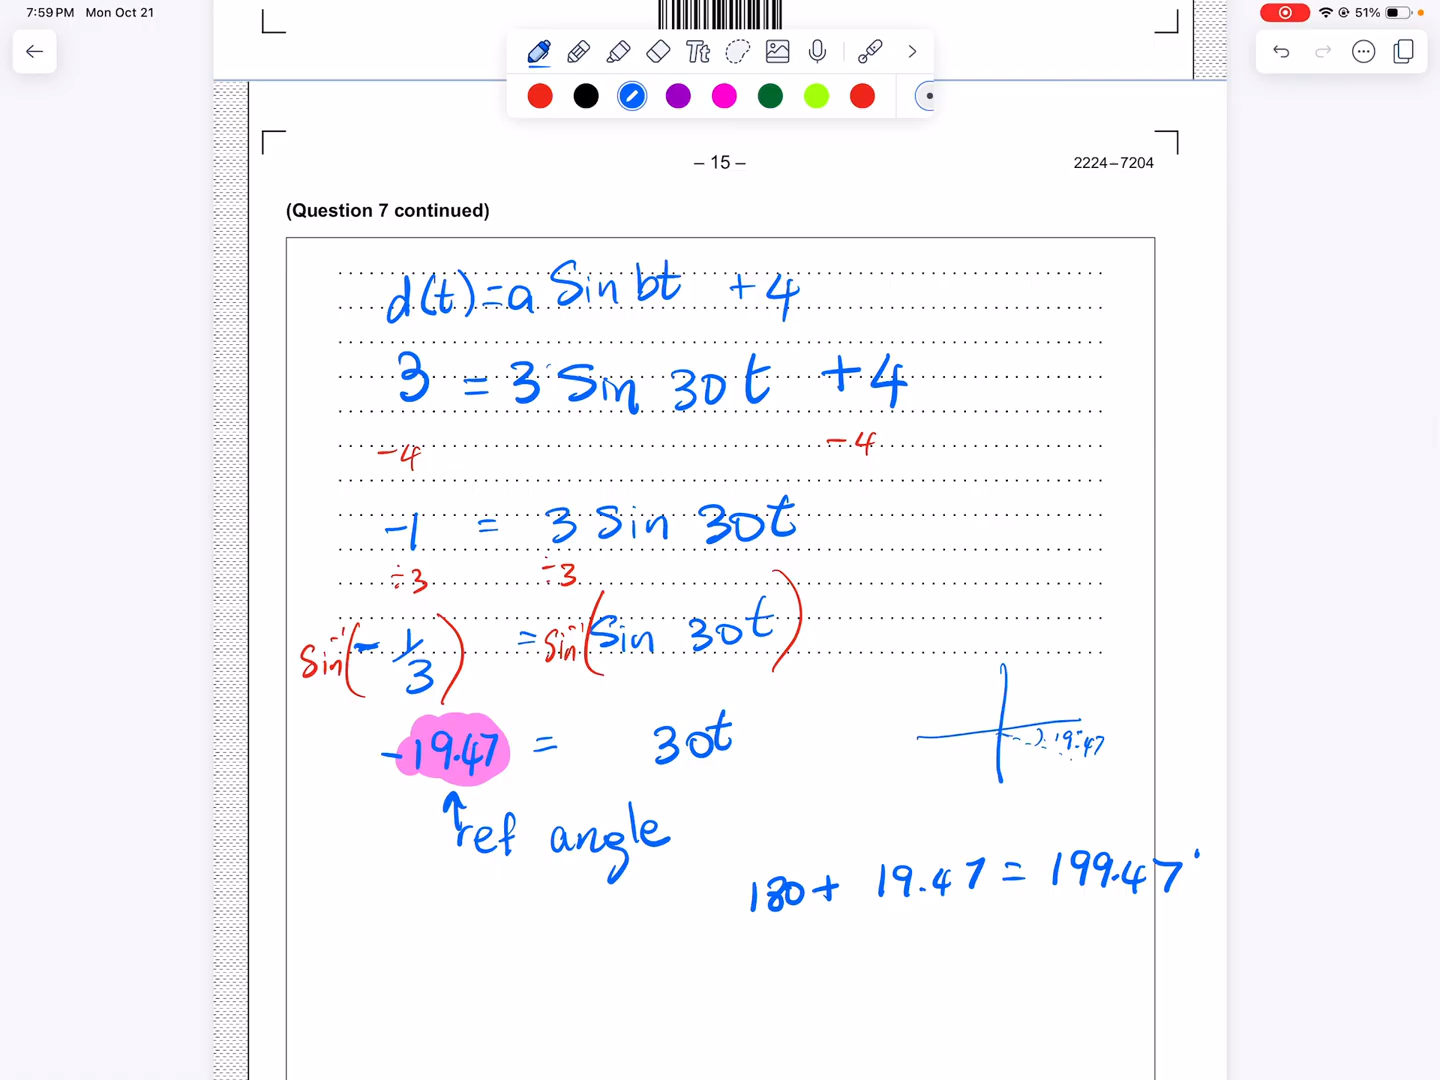 7:59 PM Mon Oct 21
51%
Tt
– 15 –
2224–7204
(Question 7 continued)
d(t)=a Sin bt +4
3 = 3 Sin 30t +4
-4 -4
-1 = 3 Sin 30t
÷3 ÷3
sin⁻¹(-1/3) = sin⁻¹(Sin 30t)
-19.47 = 30t
19.47
ref angle
180+ 19.47 = 199.47°